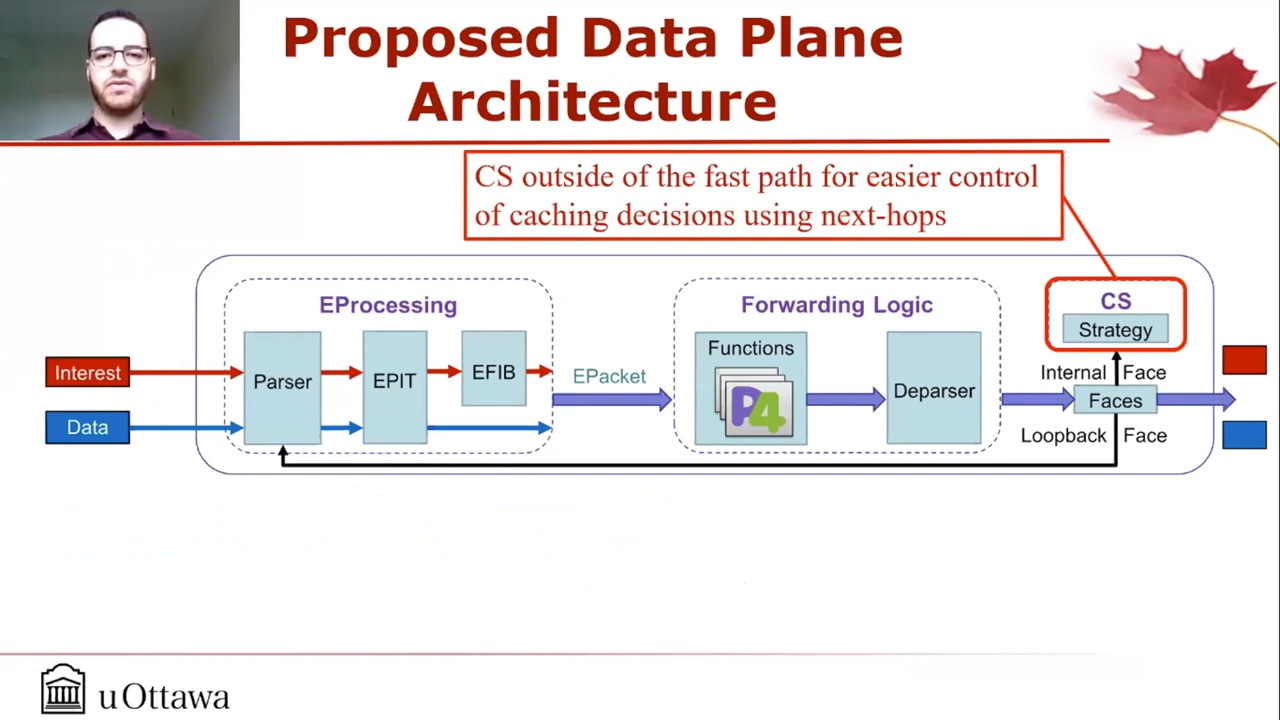 Proposed Data Plane
Architecture
CS outside of the fast path for easier control
of caching decisions using next-hops
EProcessing
Forwarding Logic
CS
Strategy
Interest
Data
Parser
EPIT
EFIB
EPacket
Functions
P4
Deparser
Internal Face
Faces
Loopback Face
uOttawa